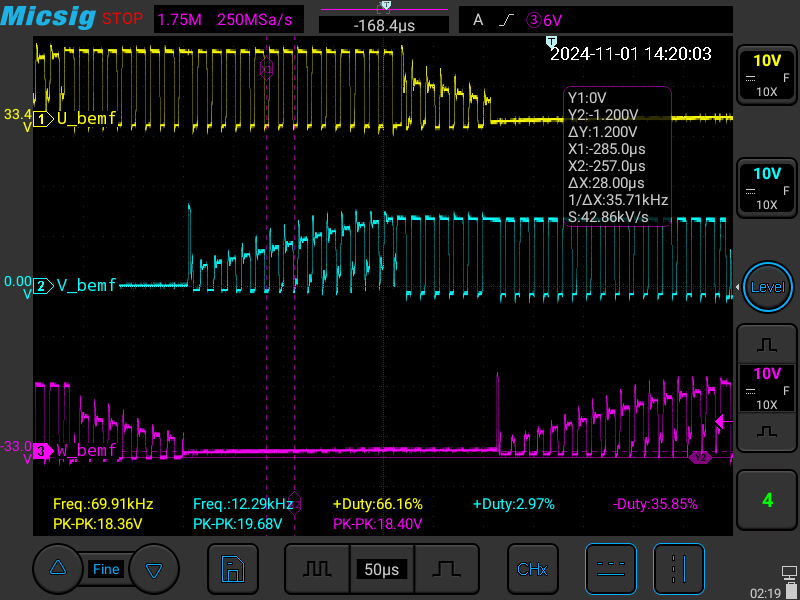 Micsig STOP 1.75M 250MSa/s -168.4µs A ③6V
T
2024-11-01 14:20:03
10V
F
10X
X1
33.4
V
1 U_bemf
Y1:0V
Y2:-1.200V
ΔY:1.200V
X1:-285.0µs
X2:-257.0µs
ΔX:28.00µs
1/ΔX:35.71kHz
S:42.86kV/s
10V
F
10X
0.00
V
2 V_bemf
Level
10V
F
10X
-33.0
V
3 W_bemf
Y2
Freq.:69.91kHz Freq.:12.29kHz +Duty:66.16% +Duty:2.97% -Duty:35.85%
PK-PK:18.36V PK-PK:19.68V PK-PK:18.40V
4
Fine 50µs CHx
02:19